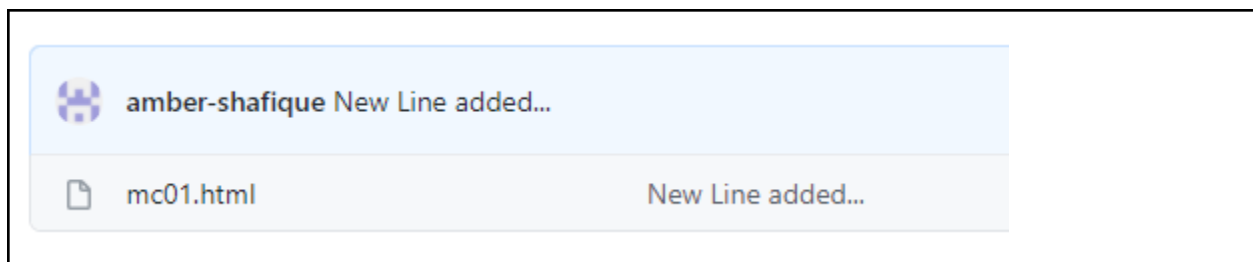 amber-shafique New Line added...
mc01.html New Line added...